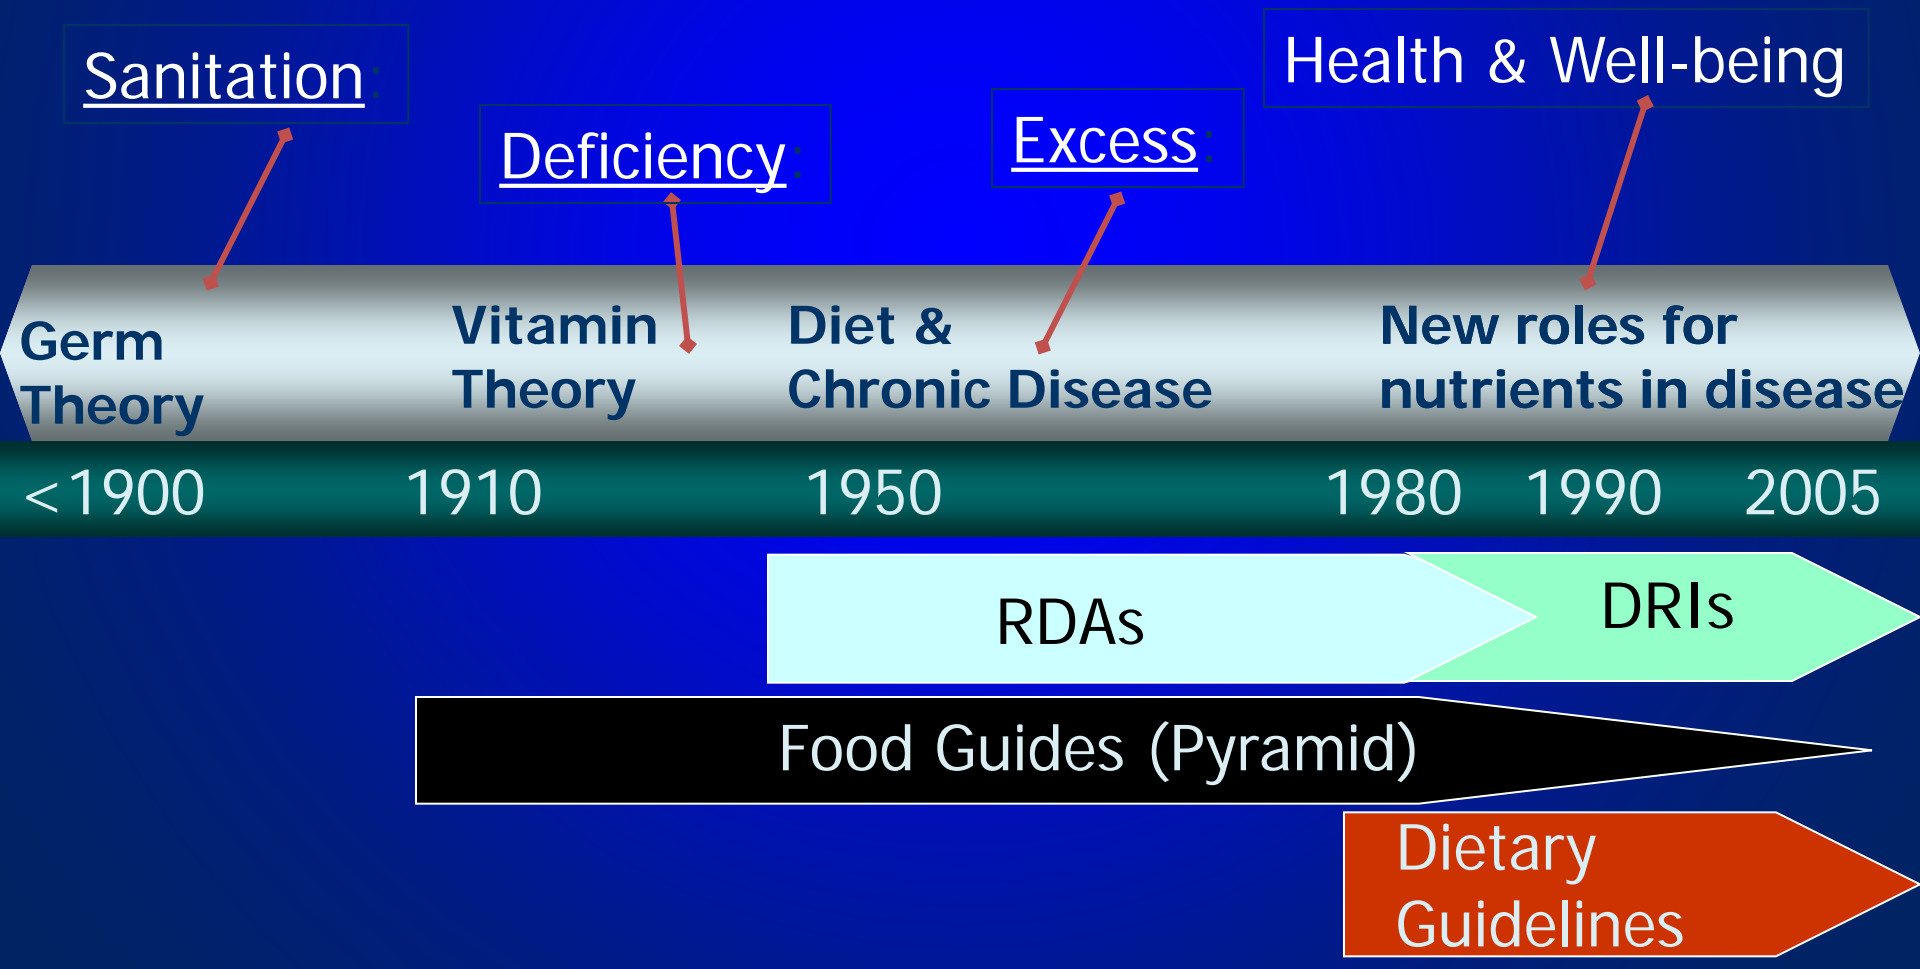 Sanitation:
Deficiency:
Excess:
Health & Well-being
Germ
Theory
Vitamin
Theory
Diet &
Chronic Disease
New roles for
nutrients in disease
<1900 1910 1950 1980 1990 2005
RDAs
DRIs
Food Guides (Pyramid)
Dietary
Guidelines